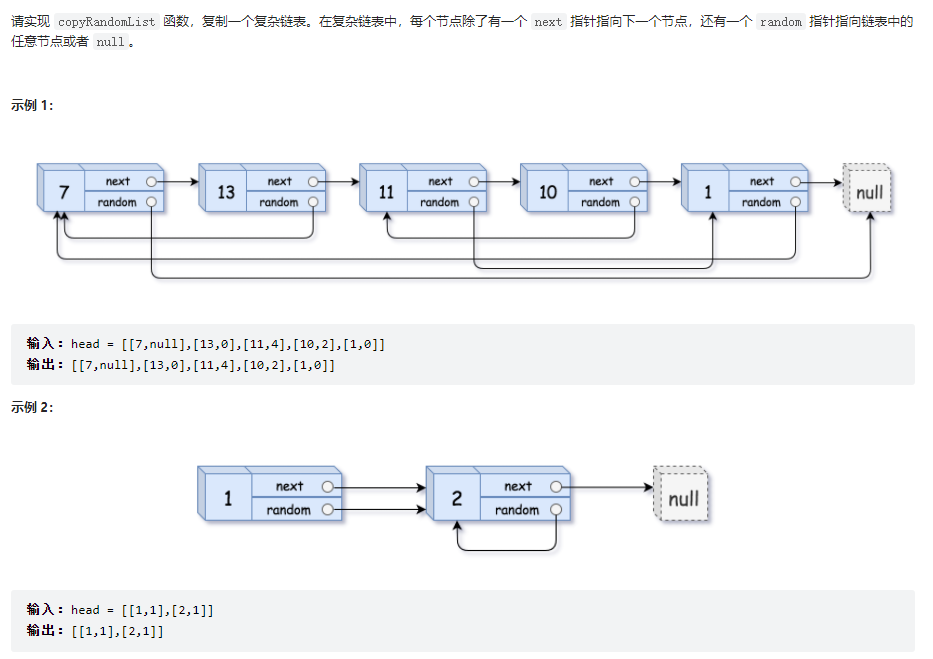 请实现 copyRandomList 函数，复制一个复杂链表。在复杂链表中，每个节点除了有一个 next 指针指向下一个节点，还有一个 random 指针指向链表中的
任意节点或者 null。
示例 1：
7 next random 13 next random 11 next random 10 next random 1 next random null
输入：head = [[7,null],[13,0],[11,4],[10,2],[1,0]]
输出：[[7,null],[13,0],[11,4],[10,2],[1,0]]
示例 2：
1 next random 2 next random null
输入：head = [[1,1],[2,1]]
输出：[[1,1],[2,1]]